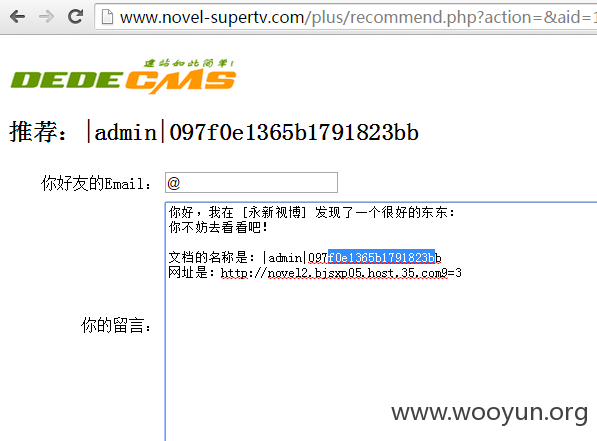 www.novel-supertv.com/plus/recommend.php?action=&aid=1
建站如此简单!
DEDECMS
推荐：|admin|097f0e1365b1791823bb
你好友的Email： @
你好，我在 [永新视博] 发现了一个很好的东东：
你不妨去看看吧！
文档的名称是：|admin|097f0e1365b1791823bb
网址是：http://novel2.bjsxp05.host.35.com9=3
你的留言：
www.wooyun.org